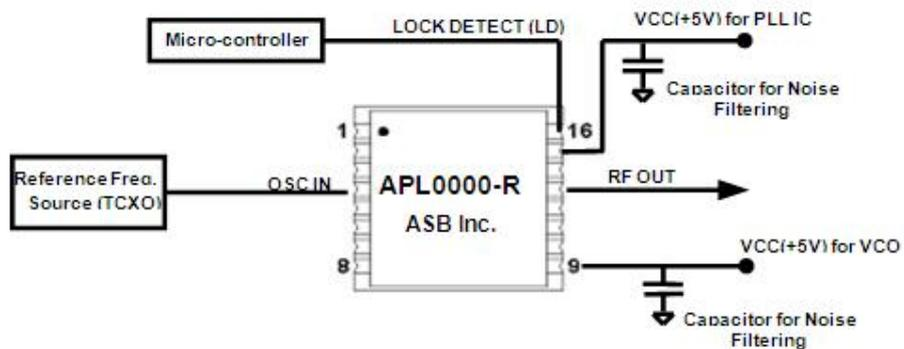 VCC(+5V) for PLL IC
LOCK DETECT (LD)
Micro-controller
Capacitor for Noise
Filtering
1
16
Reference Freq.
Source (TCXO)
OSC IN
APL0000-R
ASB Inc.
RF OUT
8
9
VCC(+5V) for VCO
Capacitor for Noise
Filtering